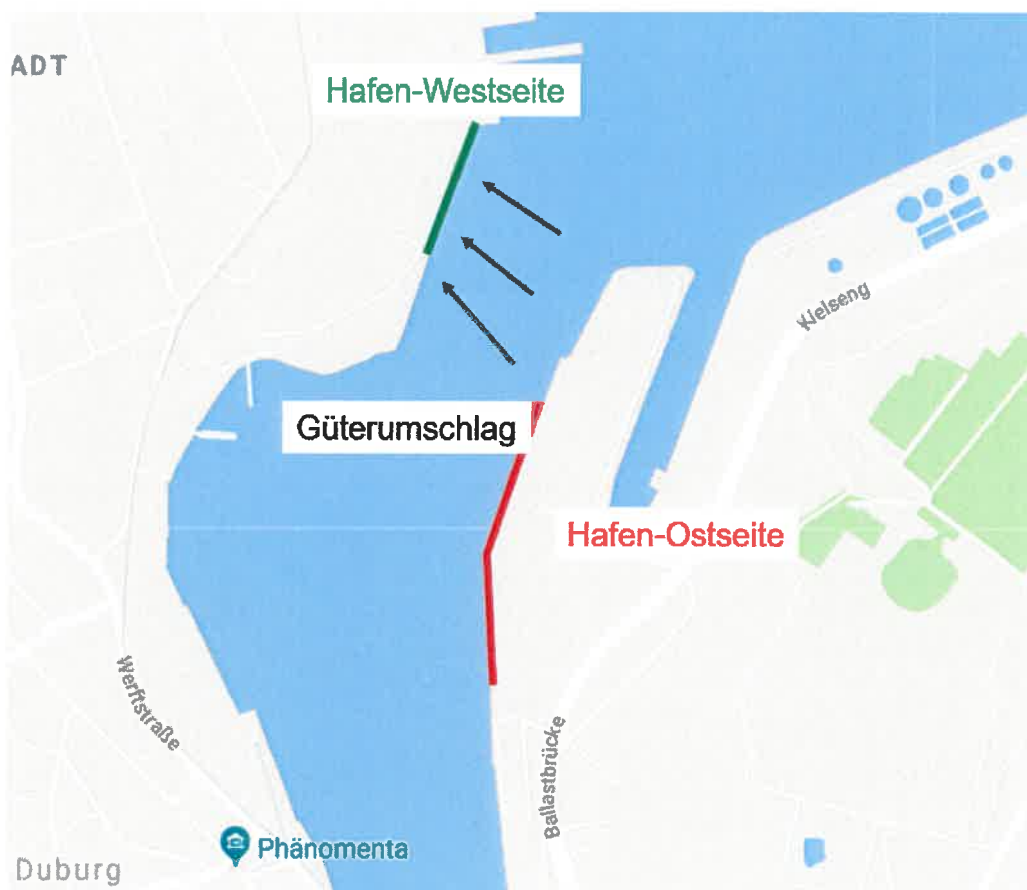 ADT
Hafen-Westseite
Kielseng
Güterumschlag
Hafen-Ostseite
Werftstraße
Ballastbrücke
Phänomenta
Duburg